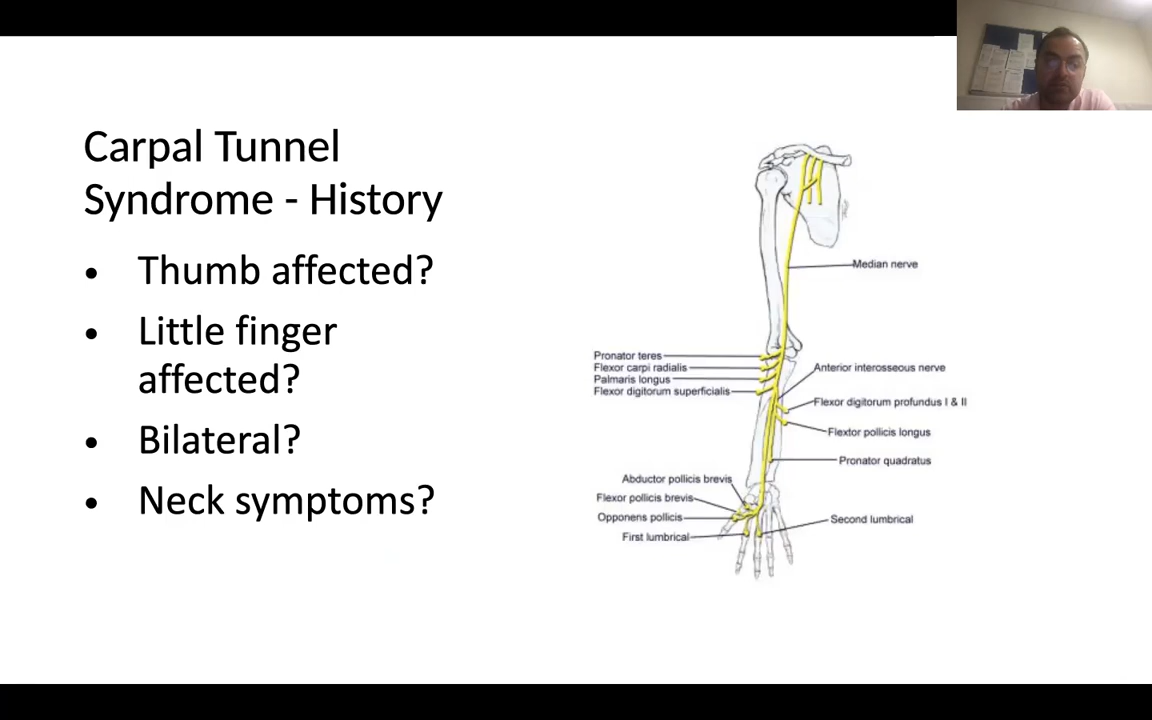 Carpal Tunnel
Syndrome - History
• Thumb affected?
• Little finger
affected?
• Bilateral?
• Neck symptoms?
Median nerve
Pronator teres
Flexor carpi radialis
Palmaris longus
Flexor digitorum superficialis
Anterior interosseous nerve
Flexor digitorum profundus I & II
Flextor pollicis longus
Pronator quadratus
Abductor pollicis brevis
Flexor pollicis brevis
Opponens pollicis
First lumbrical
Second lumbrical